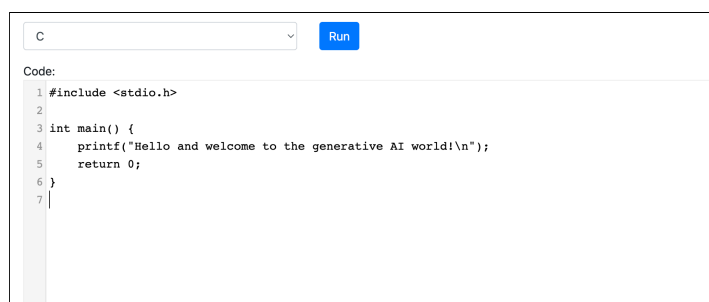 C
Run
Code:
1 #include <stdio.h>
2
3 int main() {
4     printf("Hello and welcome to the generative AI world!\n");
5     return 0;
6 }
7